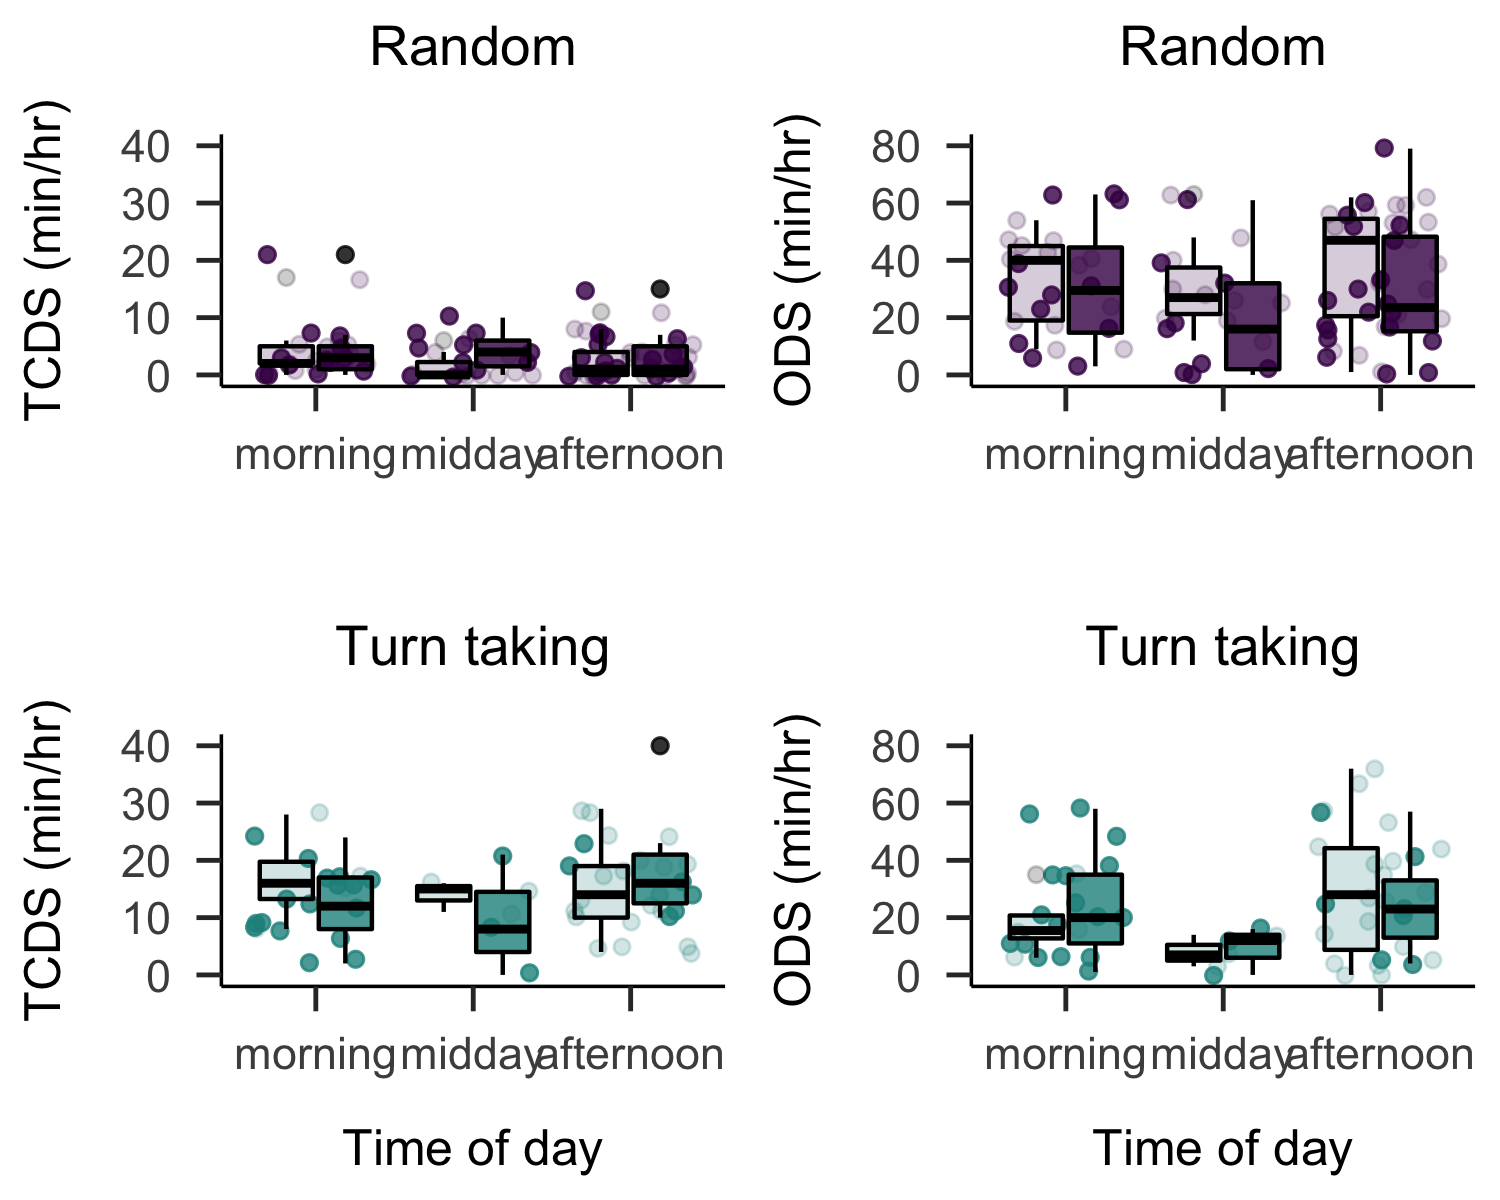 Random
TCDS (min/hr)
40
30
20
10
0
morning midday afternoon
Random
ODS (min/hr)
80
60
40
20
0
morning midday afternoon
Turn taking
TCDS (min/hr)
40
30
20
10
0
morning midday afternoon
Time of day
Turn taking
ODS (min/hr)
80
60
40
20
0
morning midday afternoon
Time of day